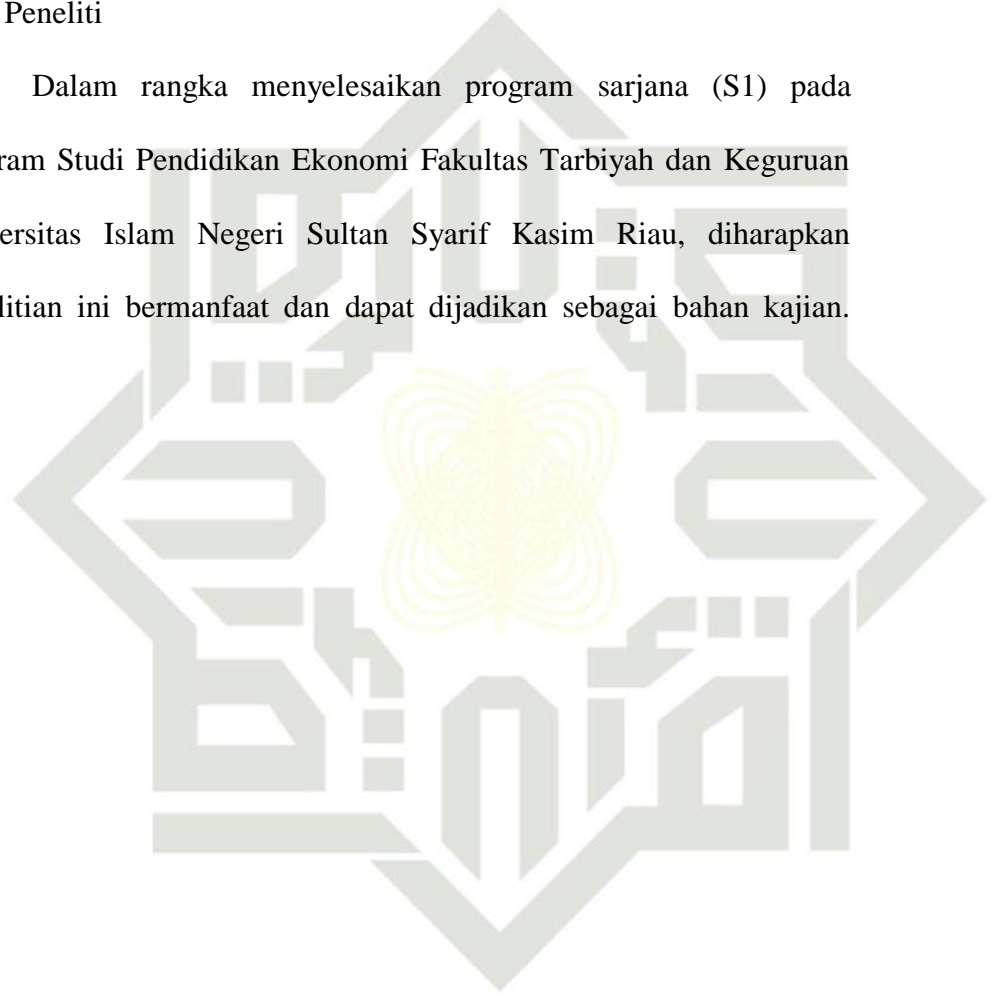 Peneliti
Dalam rangka menyelesaikan program sarjana (S1) pada
ram Studi Pendidikan Ekonomi Fakultas Tarbiyah dan Keguruan
ersitas Islam Negeri Sultan Syarif Kasim Riau, diharapkan
litian ini bermanfaat dan dapat dijadikan sebagai bahan kajian.